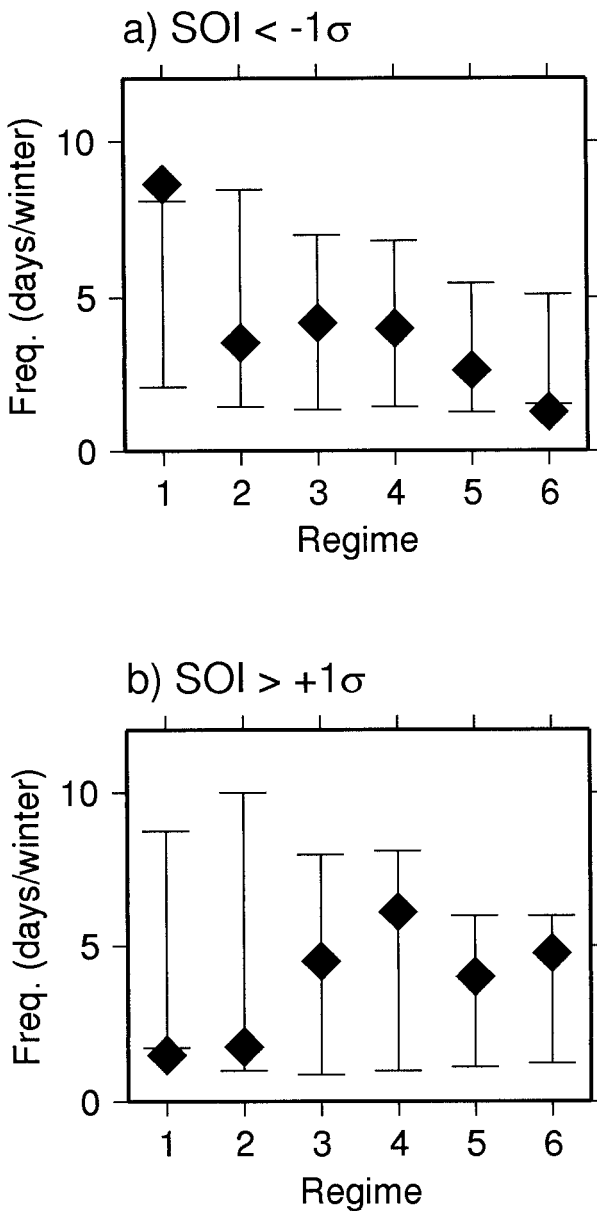 a) SOI < -1σ
Freq. (days/winter)
10
5
0
1 2 3 4 5 6
Regime
b) SOI > +1σ
Freq. (days/winter)
10
5
0
1 2 3 4 5 6
Regime